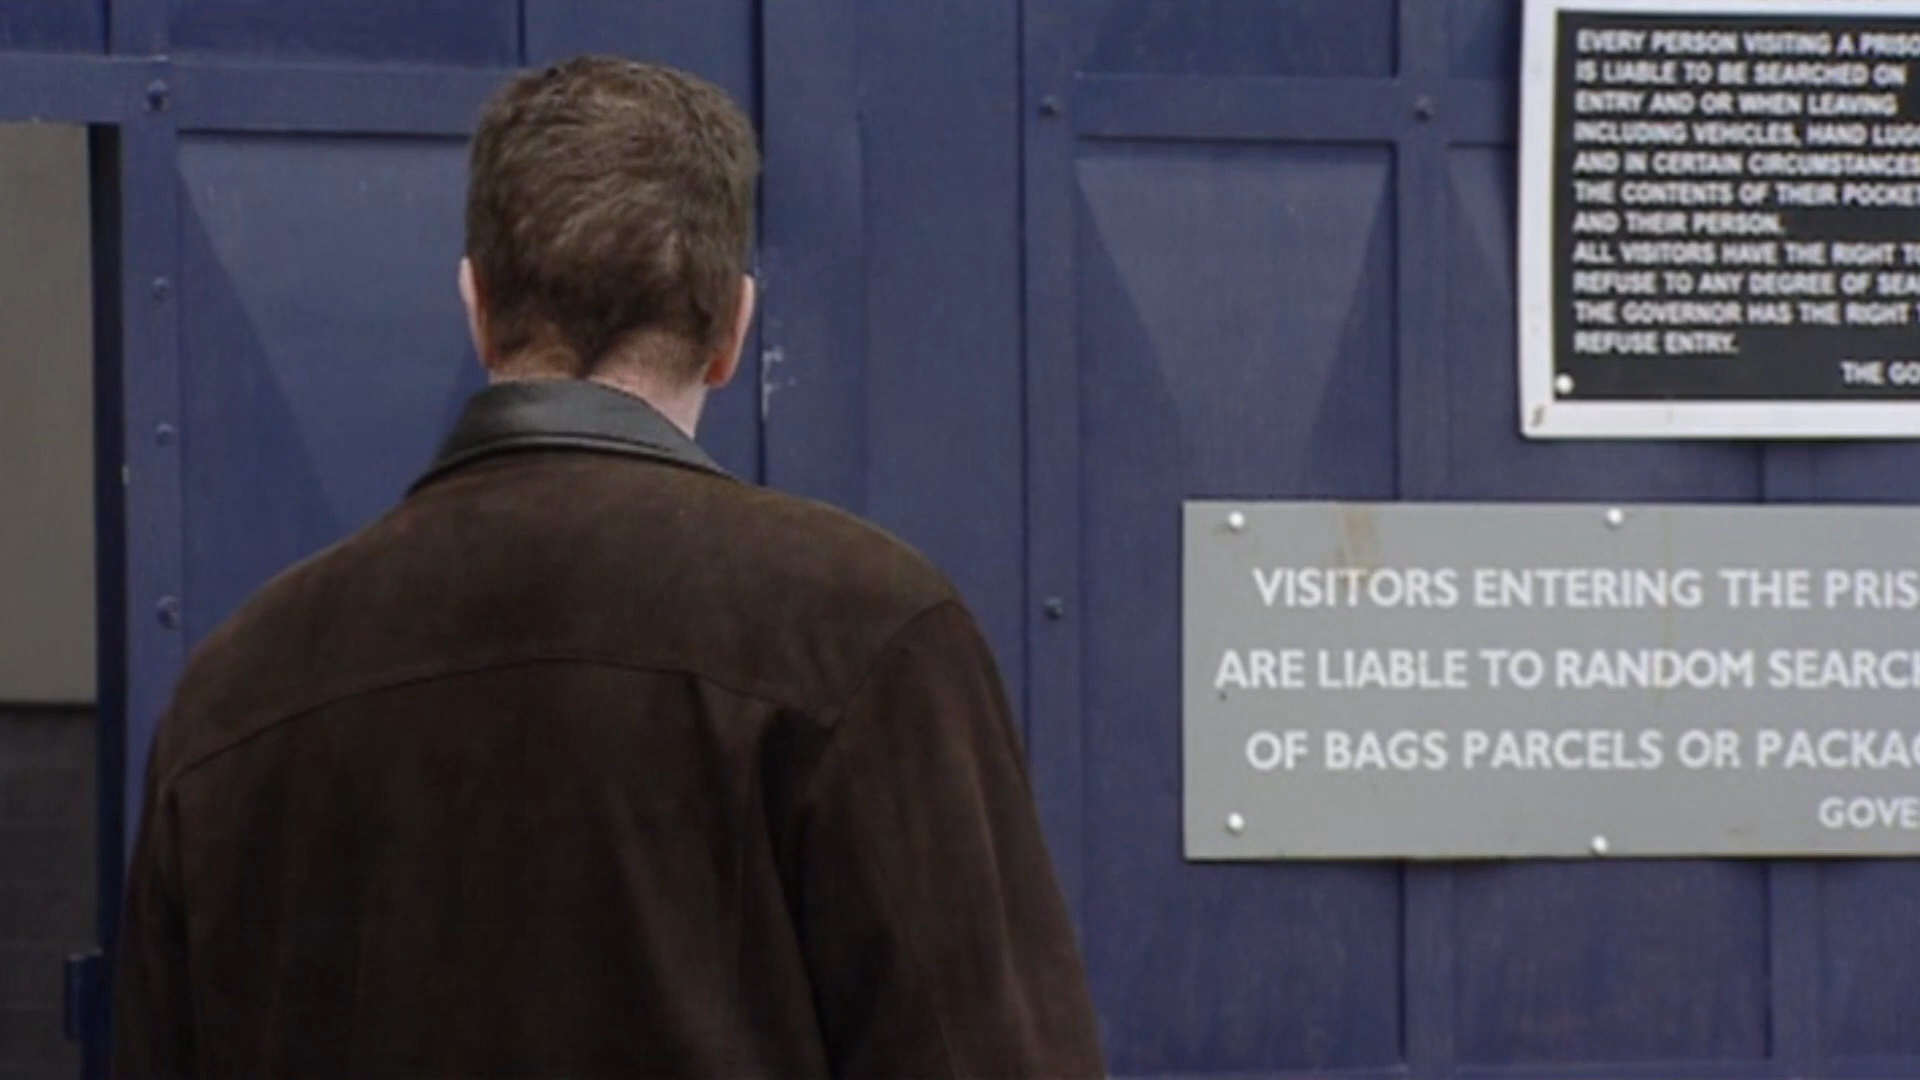 EVERY PERSON VISITING A PRISO
IS LIABLE TO BE SEARCHED ON
ENTRY AND OR WHEN LEAVING
INCLUDING VEHICLES, HAND LUGG
AND IN CERTAIN CIRCUMSTANCES
THE CONTENTS OF THEIR POCKET
AND THEIR PERSON.
ALL VISITORS HAVE THE RIGHT TO
REFUSE TO ANY DEGREE OF SEA
THE GOVERNOR HAS THE RIGHT T
REFUSE ENTRY.
THE GO
VISITORS ENTERING THE PRIS
ARE LIABLE TO RANDOM SEARCH
OF BAGS PARCELS OR PACKAG
GOVE